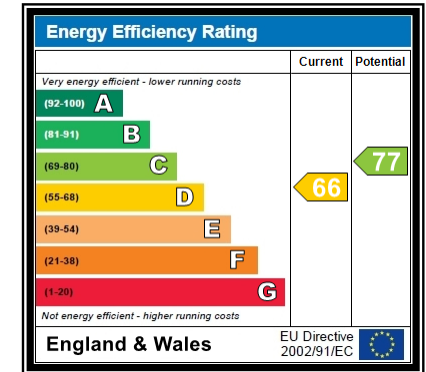 Energy Efficiency Rating
Current Potential
Very energy efficient - lower running costs
(92-100) A
(81-91) B
(69-80) C
77
(55-68) D
66
(39-54) E
(21-38) F
(1-20) G
Not energy efficient - higher running costs
England & Wales
EU Directive
2002/91/EC